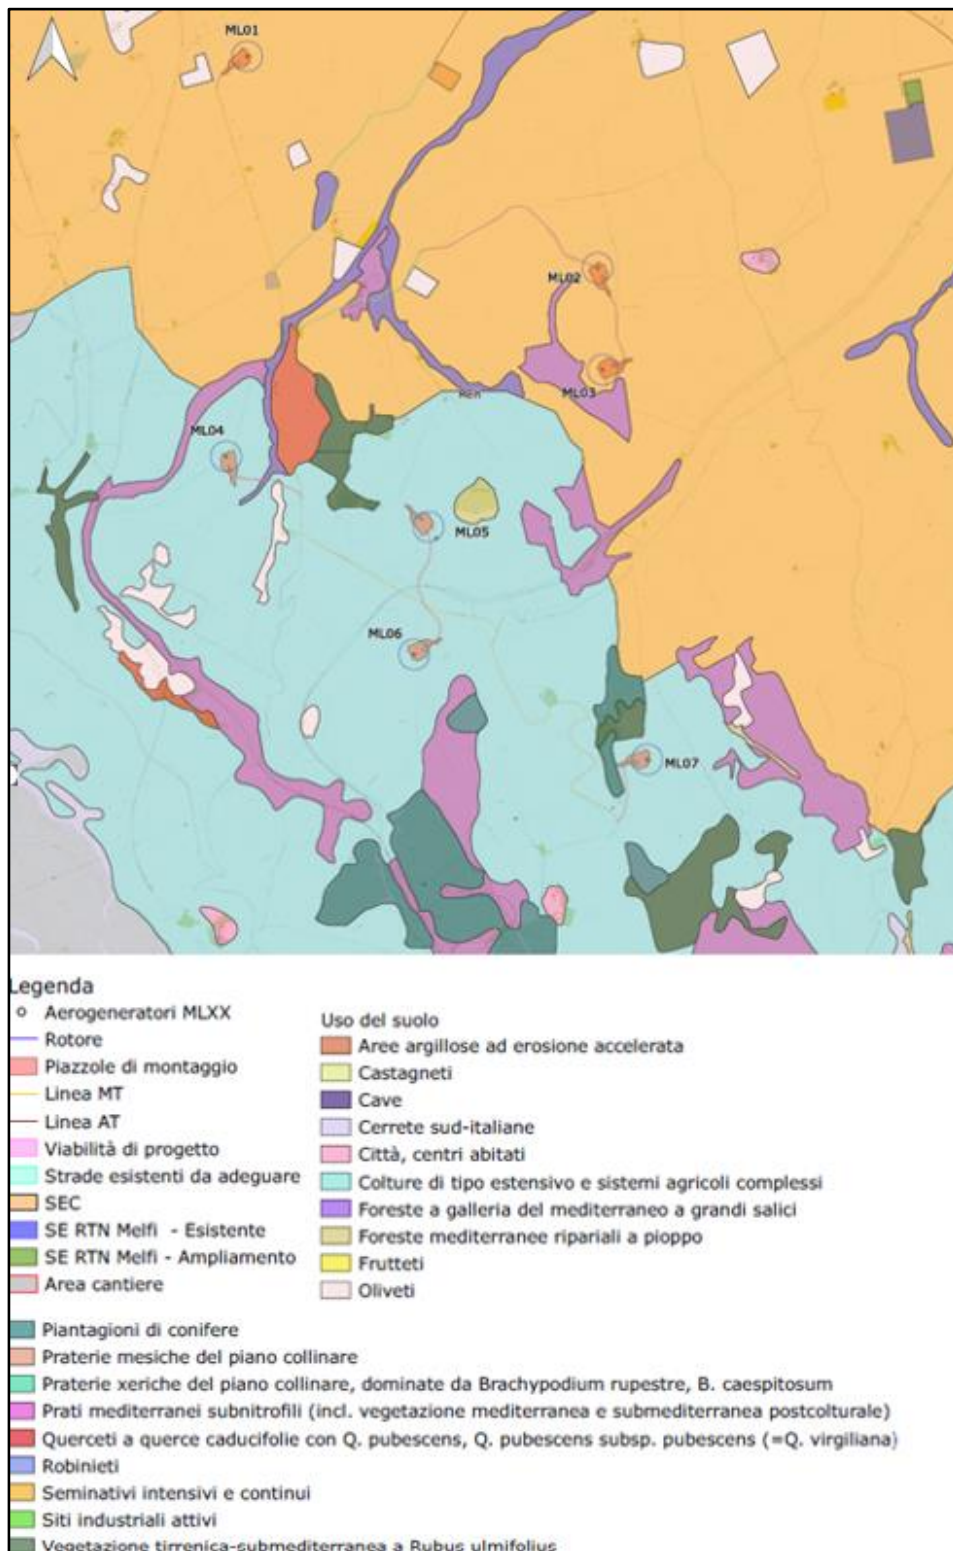 ML01
ML02
ML03
ML04
ML05
ML06
ML07
Legenda
Aerogeneratori MLXX
Rotore
Piazzole di montaggio
Linea MT
Linea AT
Viabilità di progetto
Strade esistenti da adeguare
SEC
SE RTN Melfi - Esistente
SE RTN Melfi - Ampliamento
Area cantiere
Uso del suolo
Aree argillose ad erosione accelerata
Castagneti
Cave
Cerrete sud-italiane
Città, centri abitati
Colture di tipo estensivo e sistemi agricoli complessi
Foreste a galleria del mediterraneo a grandi salici
Foreste mediterranee ripariali a pioppo
Frutteti
Oliveti
Piantagioni di conifere
Praterie mesiche del piano collinare
Praterie xeriche del piano collinare, dominate da Brachypodium rupestre, B. caespitosum
Prati mediterranei subnitrofili (incl. vegetazione mediterranea e submediterranea postcolturale)
Querceti a querce caducifolie con Q. pubescens, Q. pubescens subsp. pubescens (=Q. virgiliana)
Robinieti
Seminativi intensivi e continui
Siti industriali attivi
Vegetazione tirrenica-submediterranea a Rubus ulmifolius